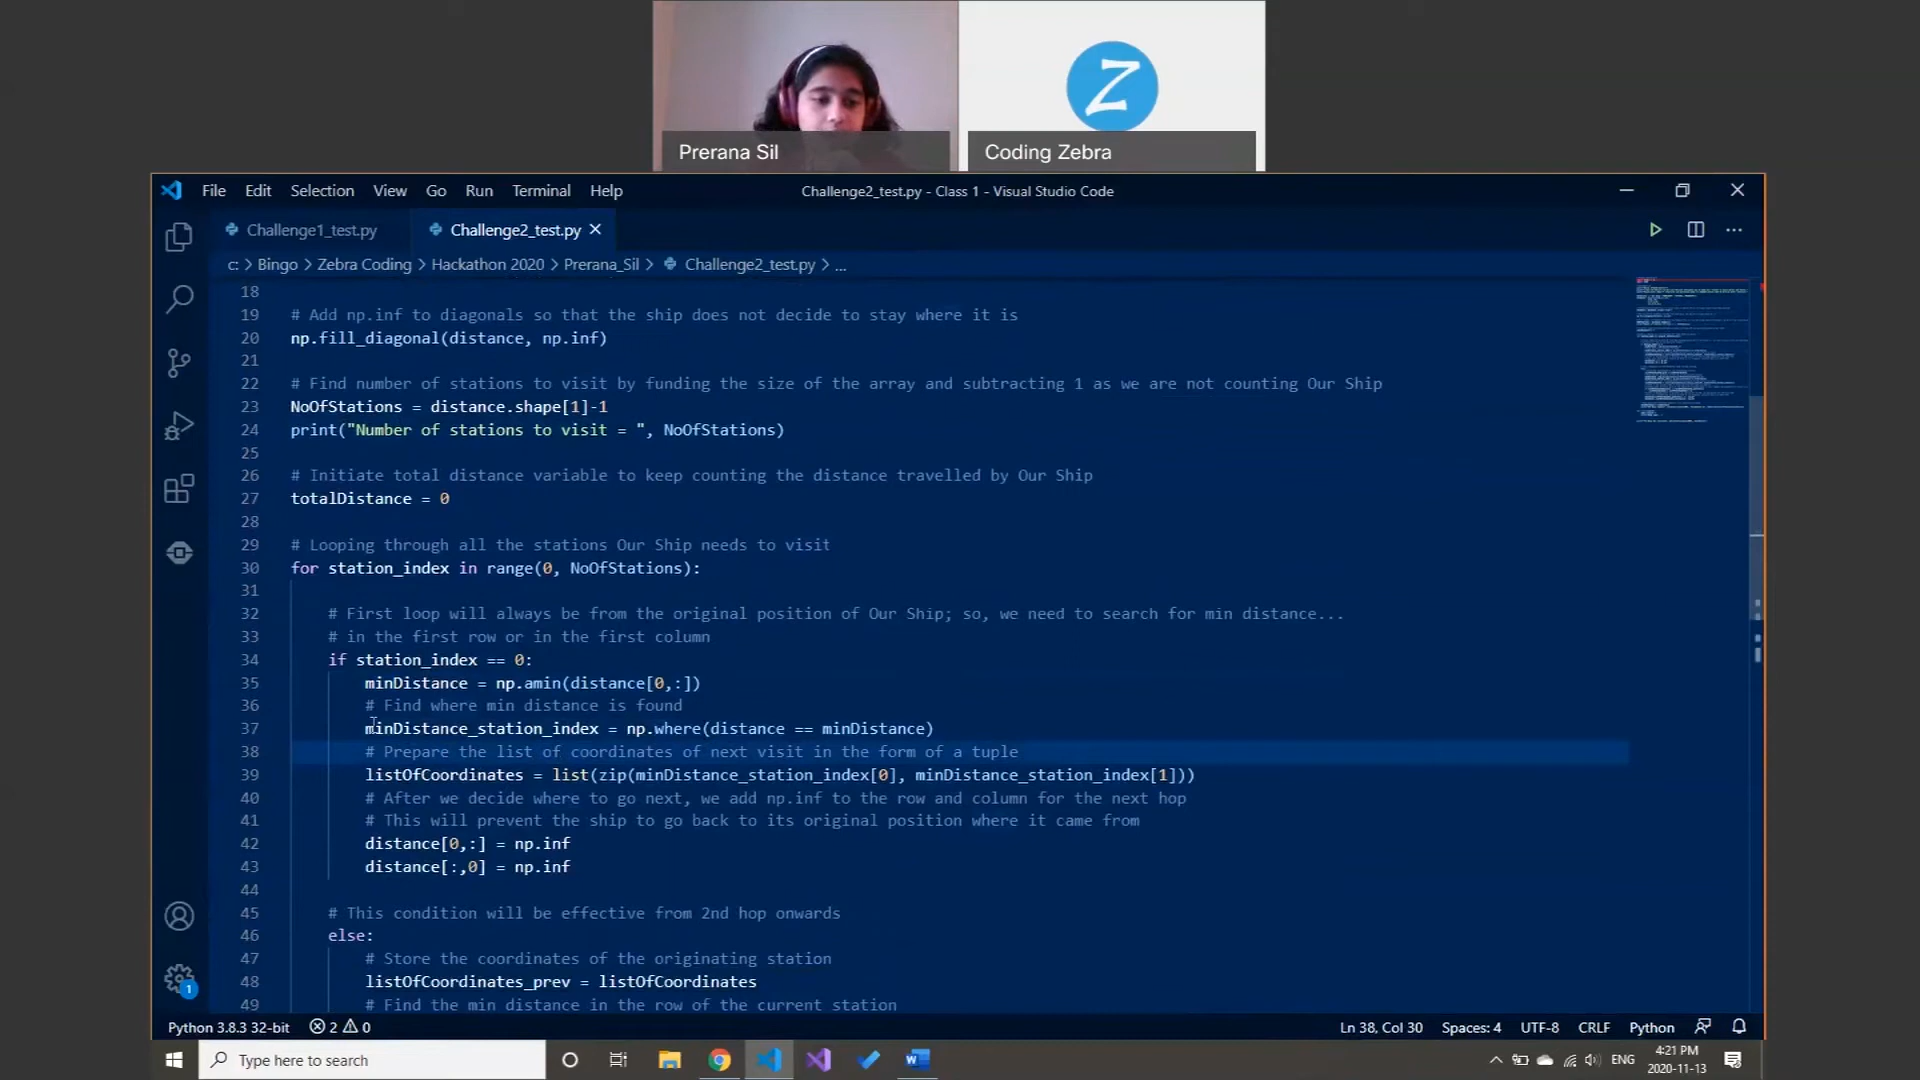 Prerana Sil
Z
Coding Zebra
File Edit Selection View Go Run Terminal Help
Challenge2_test.py - Class 1 - Visual Studio Code
Challenge1_test.py
Challenge2_test.py
c: > Bingo > Zebra Coding > Hackathon 2020 > Prerana_Sil > Challenge2_test.py > ...
18
19 # Add np.inf to diagonals so that the ship does not decide to stay where it is
20 np.fill_diagonal(distance, np.inf)
21
22 # Find number of stations to visit by funding the size of the array and subtracting 1 as we are not counting Our Ship
23 NoOfStations = distance.shape[1]-1
24 print("Number of stations to visit = ", NoOfStations)
25
26 # Initiate total distance variable to keep counting the distance travelled by Our Ship
27 totalDistance = 0
28
29 # Looping through all the stations Our Ship needs to visit
30 for station_index in range(0, NoOfStations):
31
32 # First loop will always be from the original position of Our Ship; so, we need to search for min distance...
33 # in the first row or in the first column
34 if station_index == 0:
35 minDistance = np.amin(distance[0,:])
36 # Find where min distance is found
37 minDistance_station_index = np.where(distance == minDistance)
38 # Prepare the list of coordinates of next visit in the form of a tuple
39 listOfCoordinates = list(zip(minDistance_station_index[0], minDistance_station_index[1]))
40 # After we decide where to go next, we add np.inf to the row and column for the next hop
41 # This will prevent the ship to go back to its original position where it came from
42 distance[0,:] = np.inf
43 distance[:,0] = np.inf
44
45 # This condition will be effective from 2nd hop onwards
46 else:
47 # Store the coordinates of the originating station
48 listOfCoordinates_prev = listOfCoordinates
49 # Find the min distance in the row of the current station
1
Python 3.8.3 32-bit 2 0 Ln 38, Col 30 Spaces: 4 UTF-8 CRLF Python
Type here to search
ENG
4:21 PM
2020-11-13